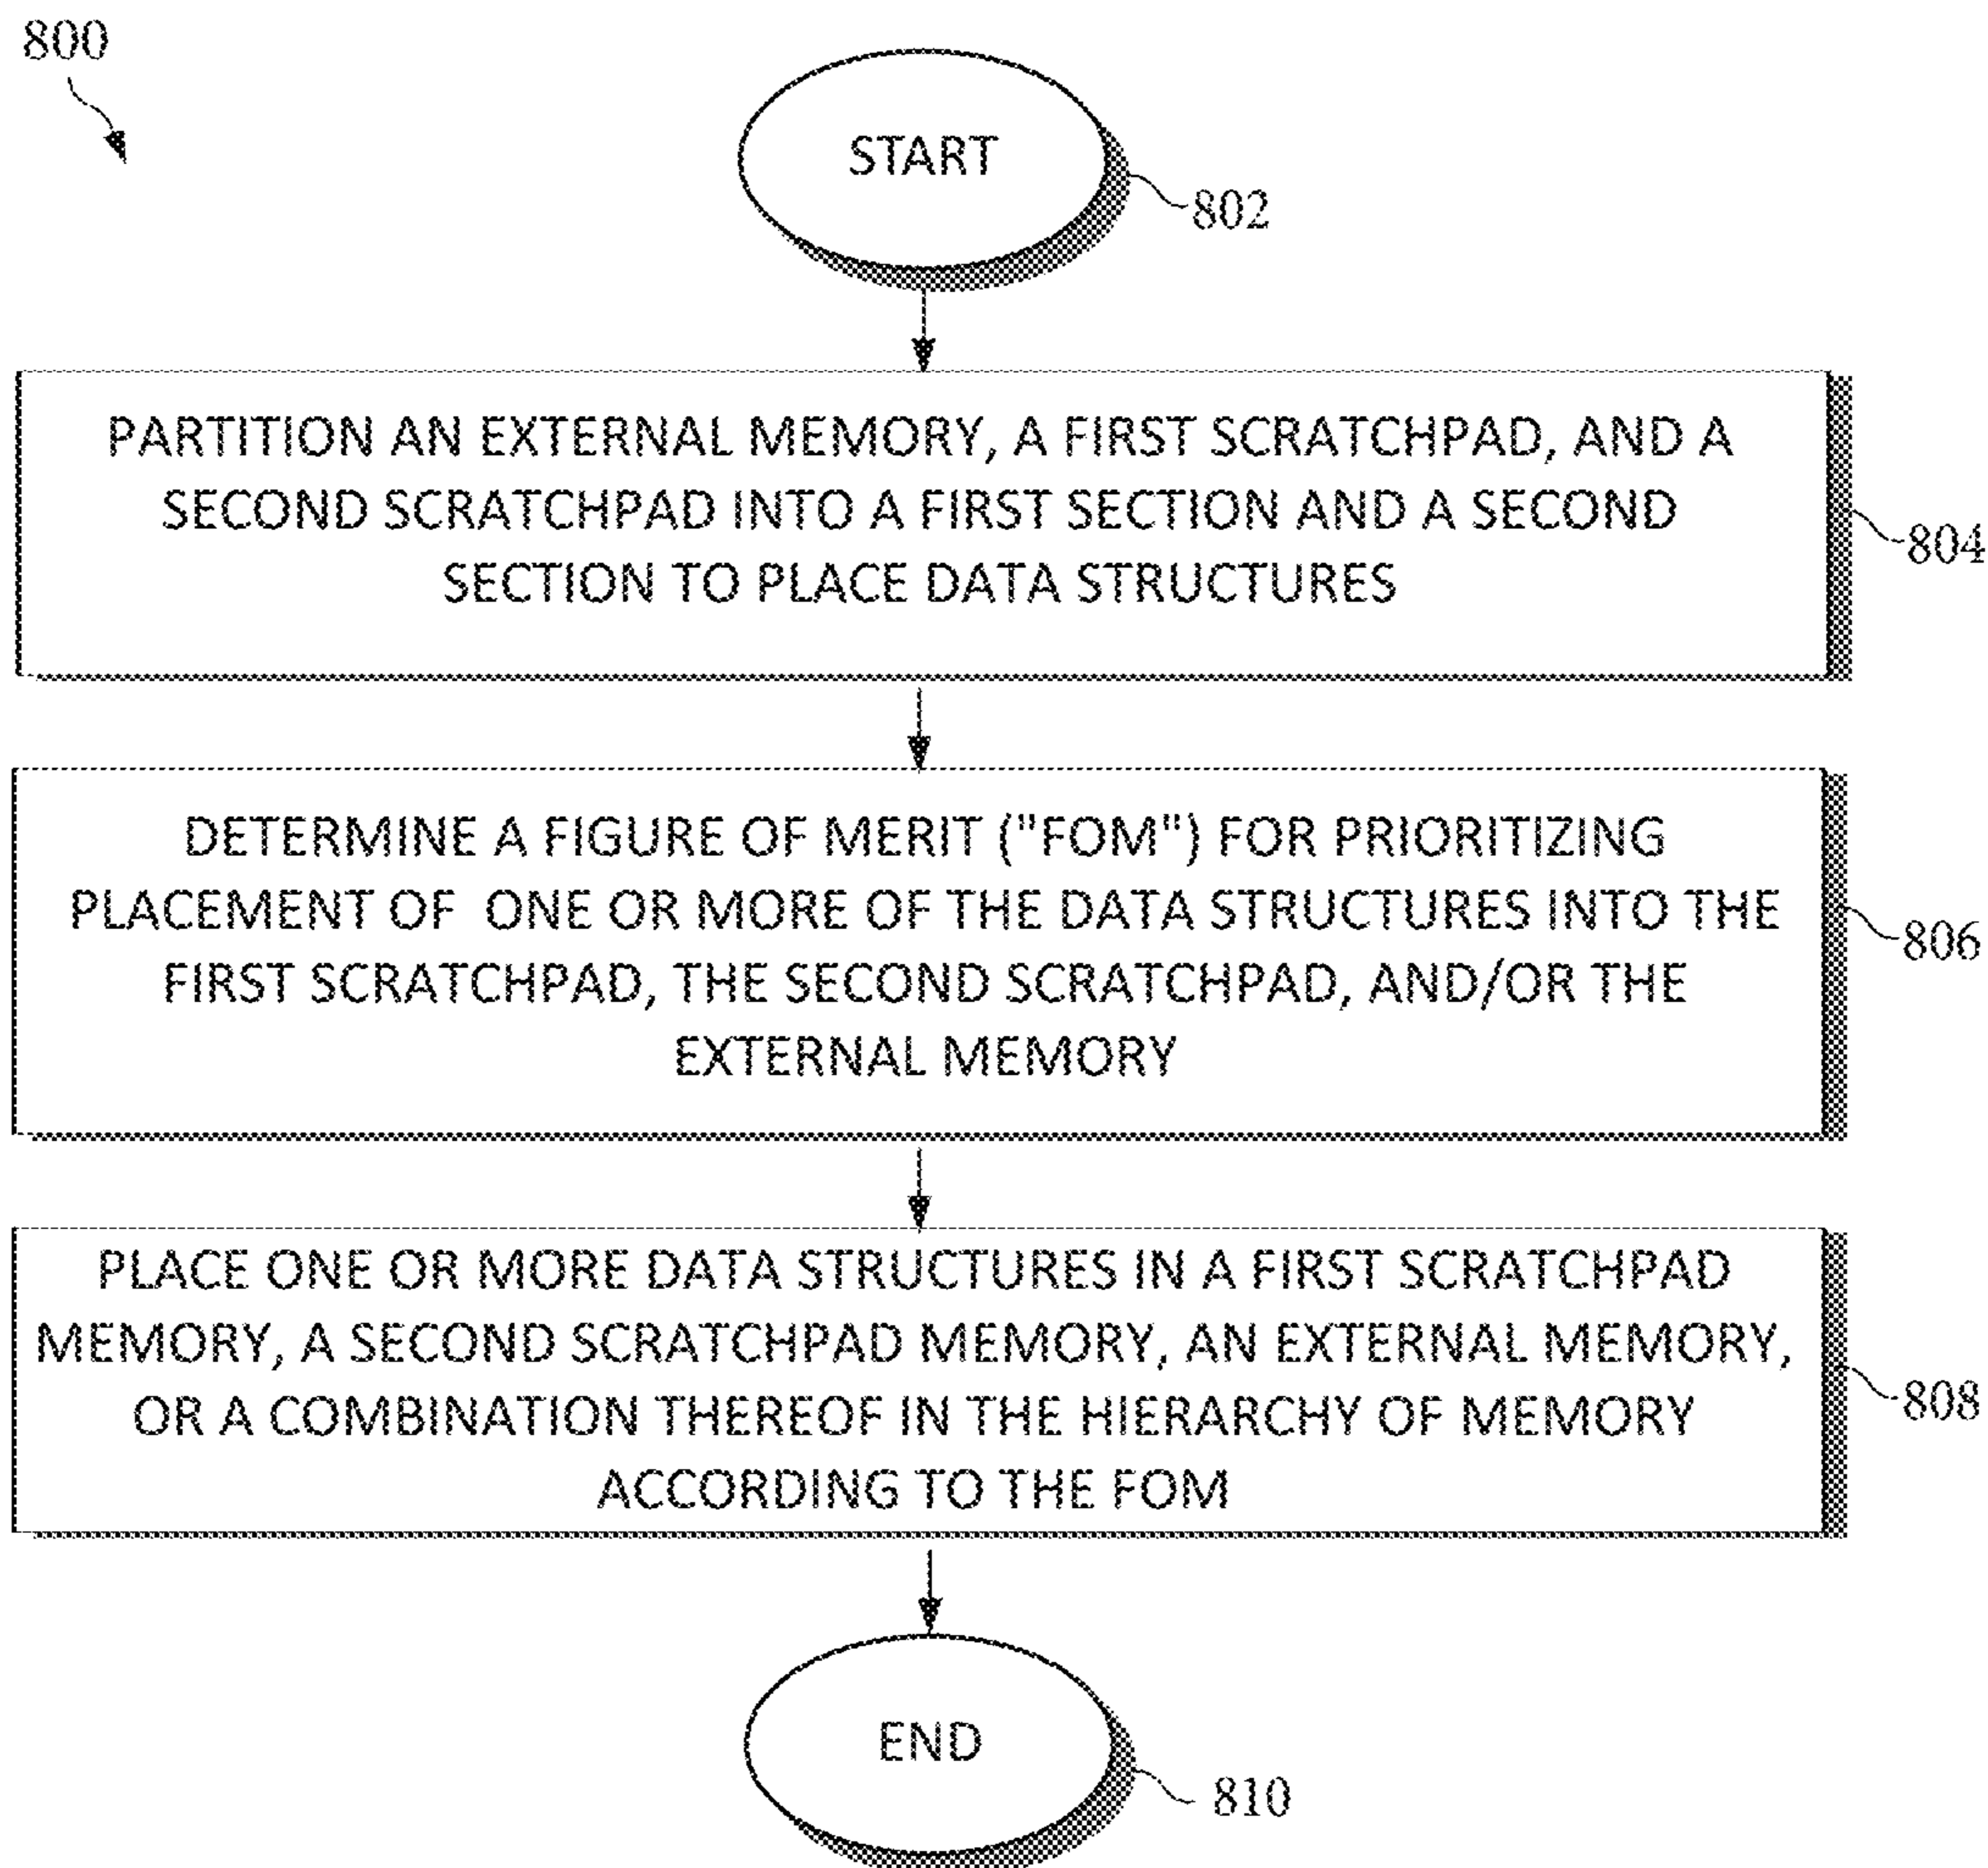 800
START
802
PARTITION AN EXTERNAL MEMORY, A FIRST SCRATCHPAD, AND A
SECOND SCRATCHPAD INTO A FIRST SECTION AND A SECOND
SECTION TO PLACE DATA STRUCTURES
804
DETERMINE A FIGURE OF MERIT ("FOM") FOR PRIORITIZING
PLACEMENT OF ONE OR MORE OF THE DATA STRUCTURES INTO THE
FIRST SCRATCHPAD, THE SECOND SCRATCHPAD, AND/OR THE
EXTERNAL MEMORY
806
PLACE ONE OR MORE DATA STRUCTURES IN A FIRST SCRATCHPAD
MEMORY, A SECOND SCRATCHPAD MEMORY, AN EXTERNAL MEMORY,
OR A COMBINATION THEREOF IN THE HIERARCHY OF MEMORY
ACCORDING TO THE FOM
808
END
810